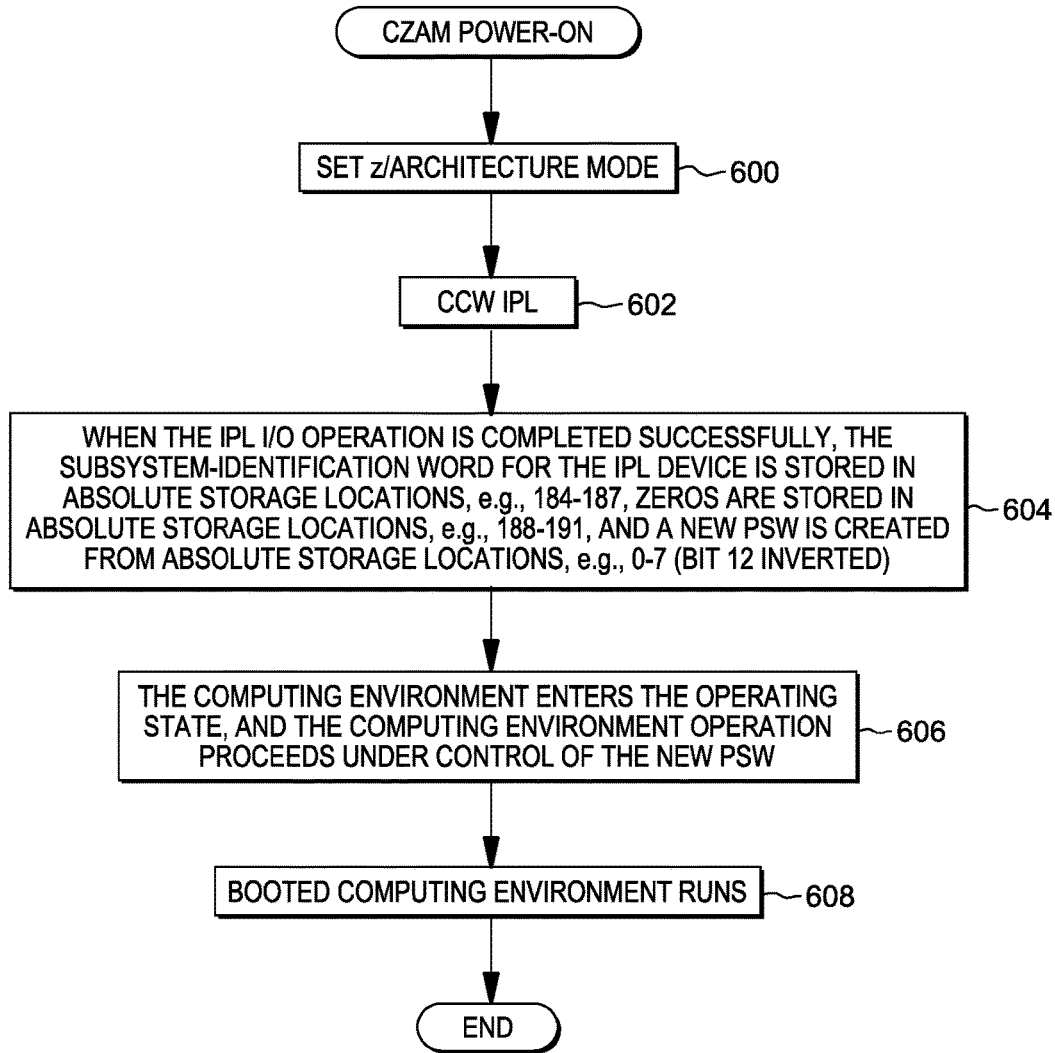 CZAM POWER-ON
SET z/ARCHITECTURE MODE
600
CCW IPL
602
WHEN THE IPL I/O OPERATION IS COMPLETED SUCCESSFULLY, THE
SUBSYSTEM-IDENTIFICATION WORD FOR THE IPL DEVICE IS STORED IN
ABSOLUTE STORAGE LOCATIONS, e.g., 184-187, ZEROS ARE STORED IN
ABSOLUTE STORAGE LOCATIONS, e.g., 188-191, AND A NEW PSW IS CREATED
FROM ABSOLUTE STORAGE LOCATIONS, e.g., 0-7 (BIT 12 INVERTED)
604
THE COMPUTING ENVIRONMENT ENTERS THE OPERATING
STATE, AND THE COMPUTING ENVIRONMENT OPERATION
PROCEEDS UNDER CONTROL OF THE NEW PSW
606
BOOTED COMPUTING ENVIRONMENT RUNS
608
END